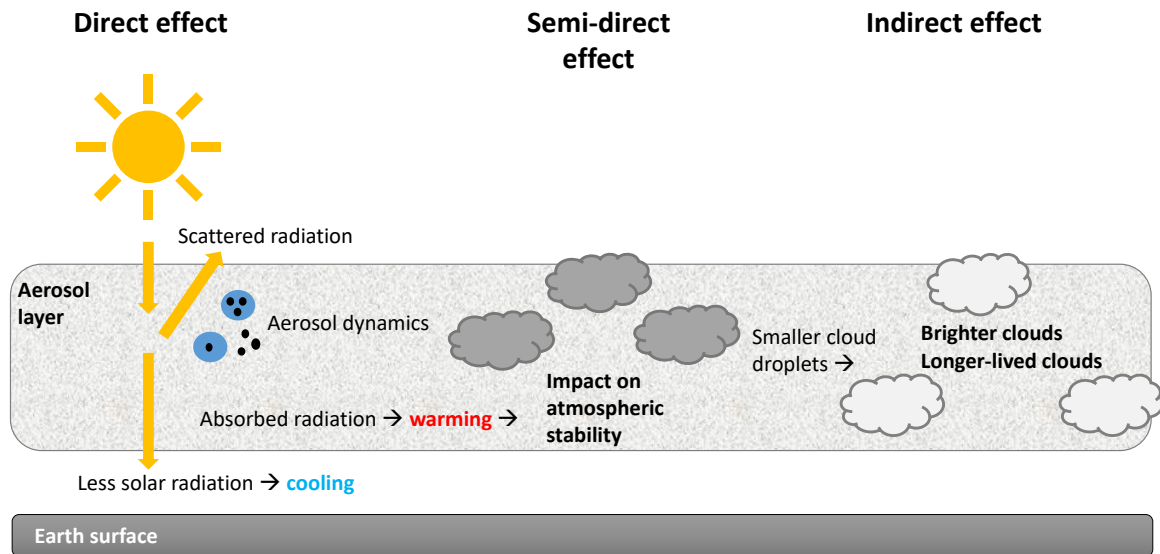 Direct effect
Semi-direct
effect
Indirect effect
Scattered radiation
Aerosol
layer
Aerosol dynamics
Smaller cloud
droplets →
Brighter clouds
Longer-lived clouds
Impact on
atmospheric
stability
Absorbed radiation → warming →
Less solar radiation → cooling
Earth surface